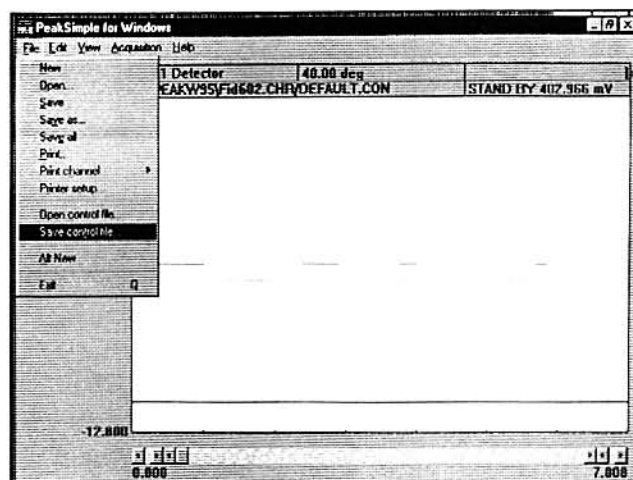 PeakSimple for Windows
File Edit View Acquisition Help
New
Open...
Save
Save as...
Save all
Print...
Print channel
Printer setup
Open control file...
Save control file...
All New
Exit Q
1 Detector 40.00 deg
PEAKW95\Fid602.CHR/DEFAULT.CON STAND BY 402.966 mV
-12.800
0.000 7.008